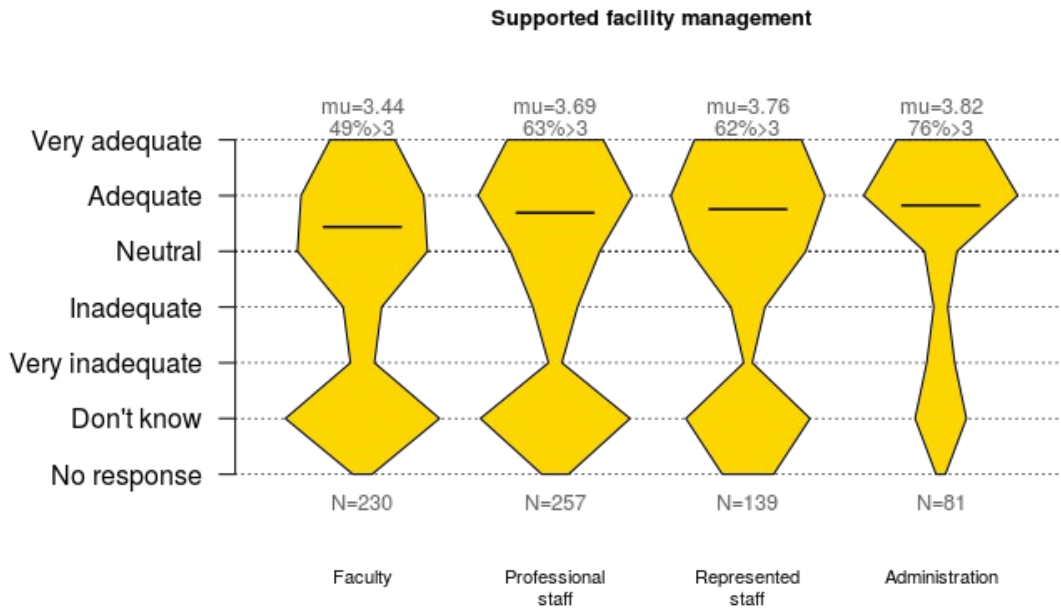 Supported facility management
mu=3.44
49%>3
mu=3.69
63%>3
mu=3.76
62%>3
mu=3.82
76%>3
Very adequate
Adequate
Neutral
Inadequate
Very inadequate
Don't know
No response
N=230
N=257
N=139
N=81
Faculty
Professional
staff
Represented
staff
Administration